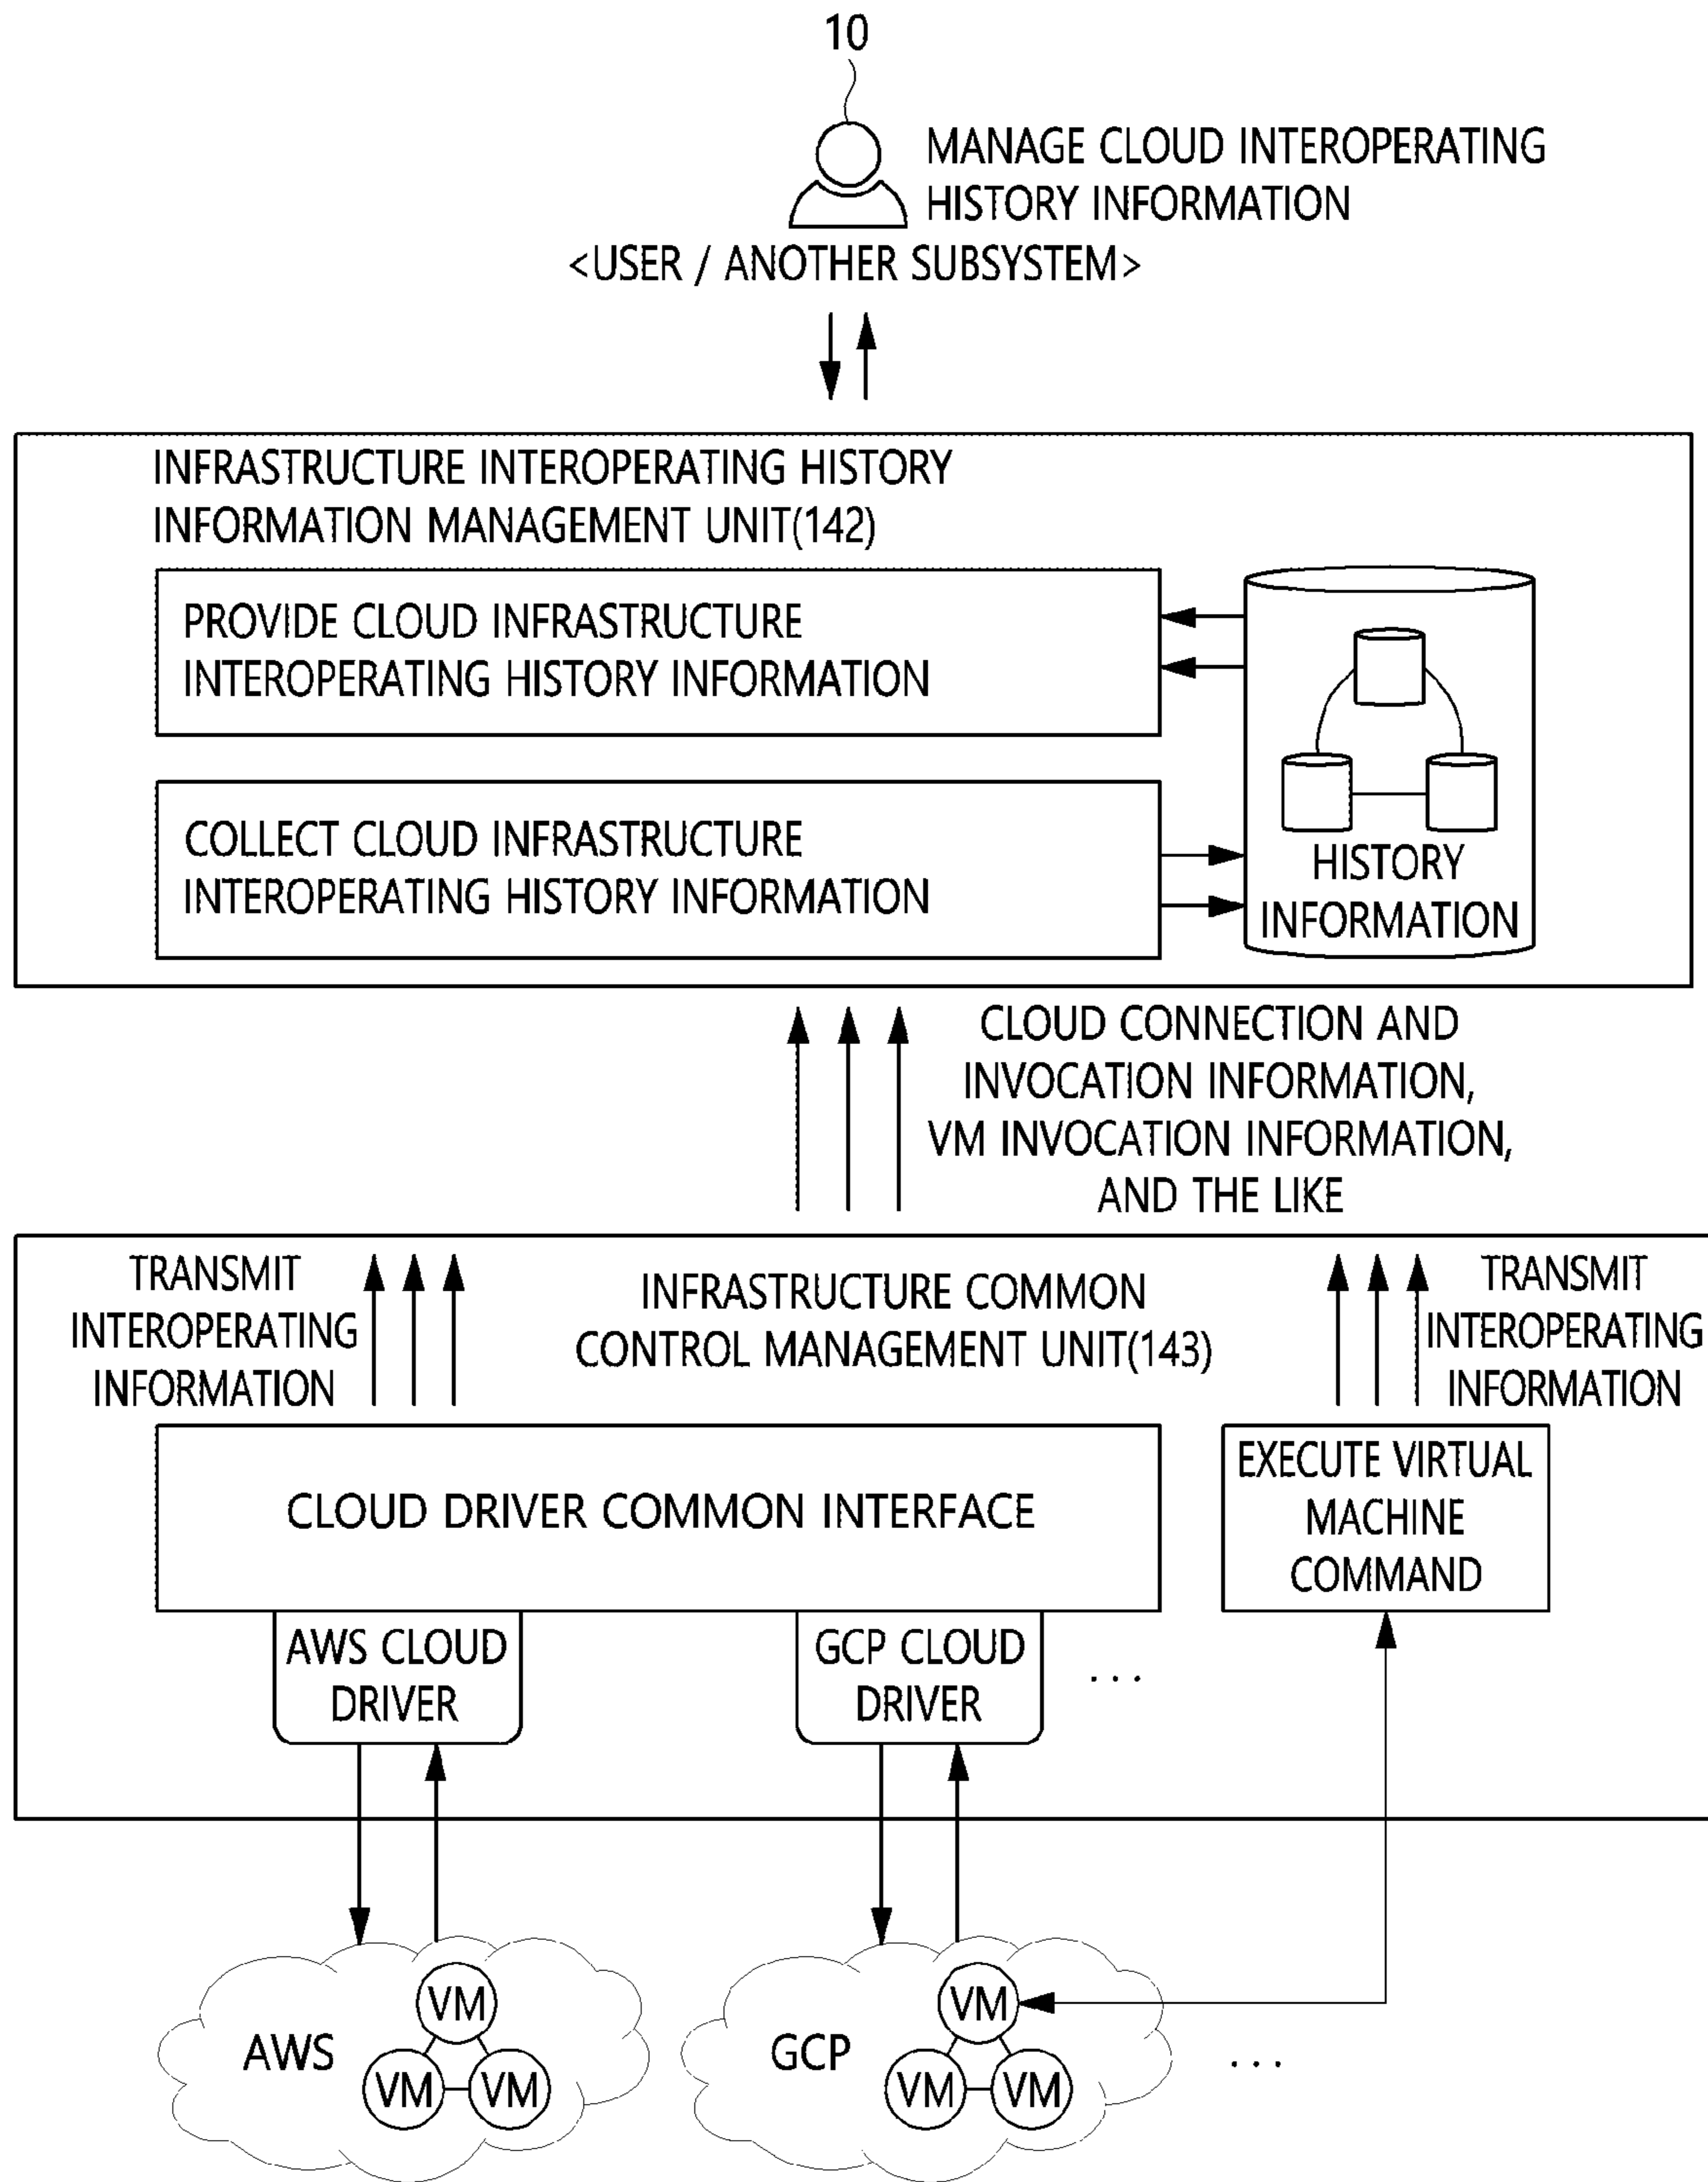 10
MANAGE CLOUD INTEROPERATING
HISTORY INFORMATION
<USER / ANOTHER SUBSYSTEM>
INFRASTRUCTURE INTEROPERATING HISTORY
INFORMATION MANAGEMENT UNIT(142)
PROVIDE CLOUD INFRASTRUCTURE
INTEROPERATING HISTORY INFORMATION
COLLECT CLOUD INFRASTRUCTURE
INTEROPERATING HISTORY INFORMATION
HISTORY
INFORMATION
CLOUD CONNECTION AND
INVOCATION INFORMATION,
VM INVOCATION INFORMATION,
AND THE LIKE
TRANSMIT
INTEROPERATING
INFORMATION
INFRASTRUCTURE COMMON
CONTROL MANAGEMENT UNIT(143)
TRANSMIT
INTEROPERATING
INFORMATION
CLOUD DRIVER COMMON INTERFACE
EXECUTE VIRTUAL
MACHINE
COMMAND
AWS CLOUD
DRIVER
GCP CLOUD
DRIVER
...
AWS
VM
VM
VM
GCP
VM
VM
VM
...